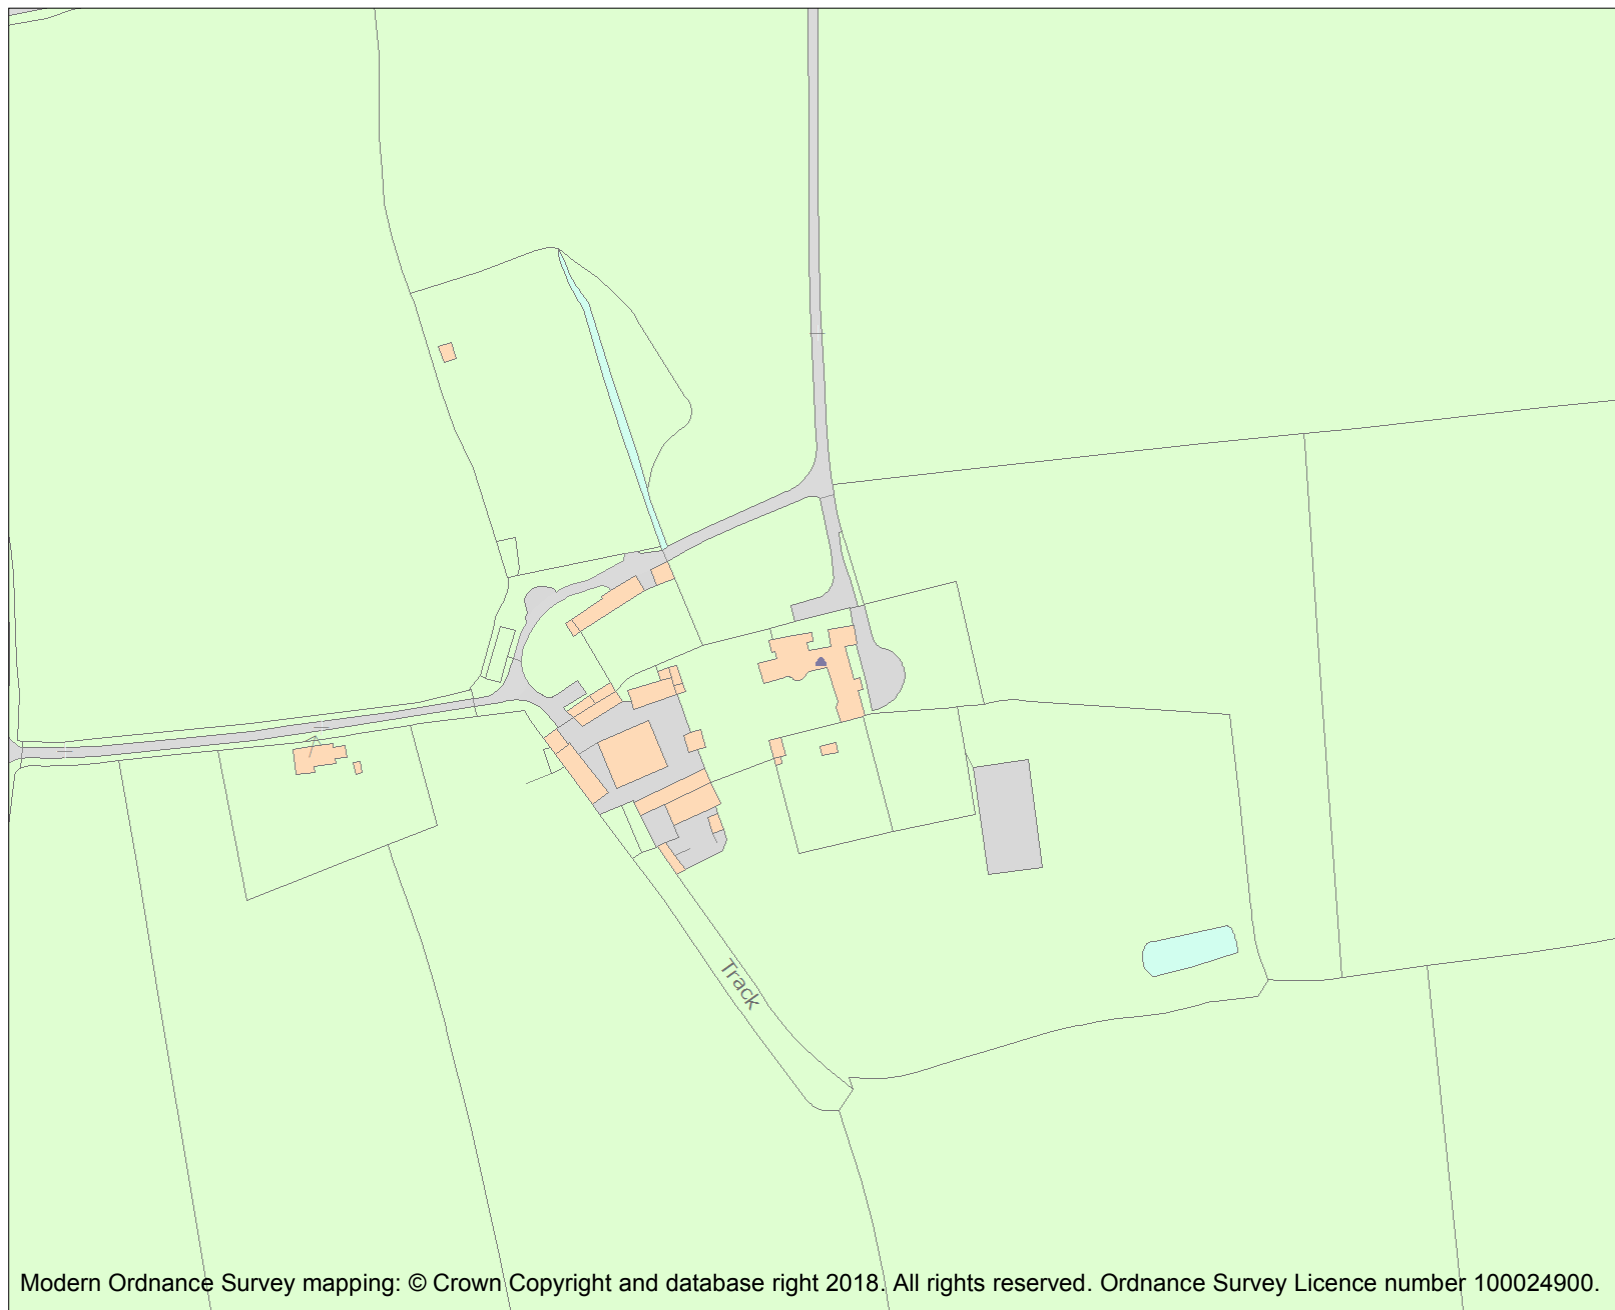 Track
Modern Ordnance Survey mapping: © Crown Copyright and database right 2018. All rights reserved. Ordnance Survey Licence number 100024900.